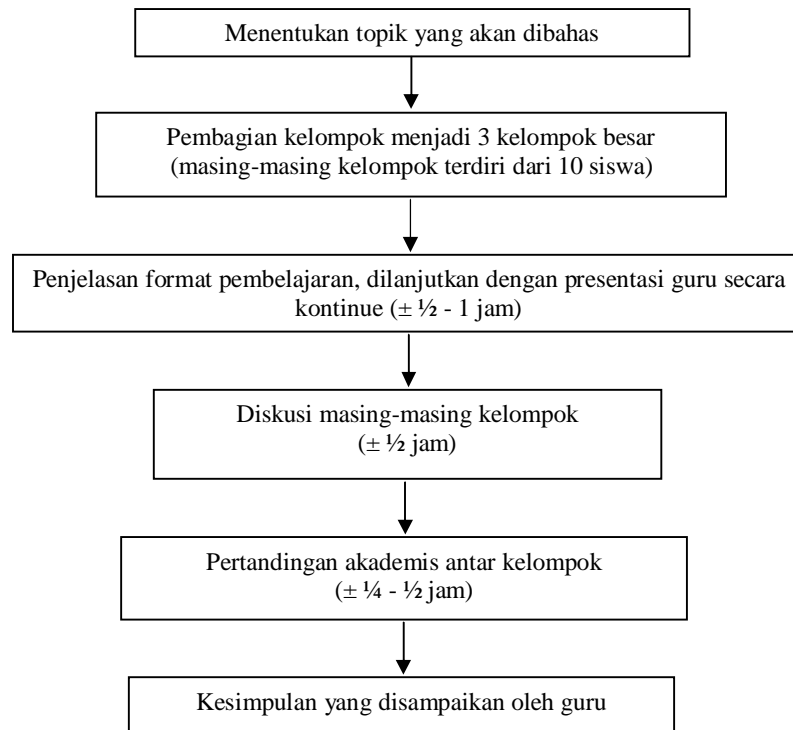 Menentukan topik yang akan dibahas
Pembagian kelompok menjadi 3 kelompok besar
(masing-masing kelompok terdiri dari 10 siswa)
Penjelasan format pembelajaran, dilanjutkan dengan presentasi guru secara
kontinue (± ½ - 1 jam)
Diskusi masing-masing kelompok
(± ½ jam)
Pertandingan akademis antar kelompok
(± ¼ - ½ jam)
Kesimpulan yang disampaikan oleh guru